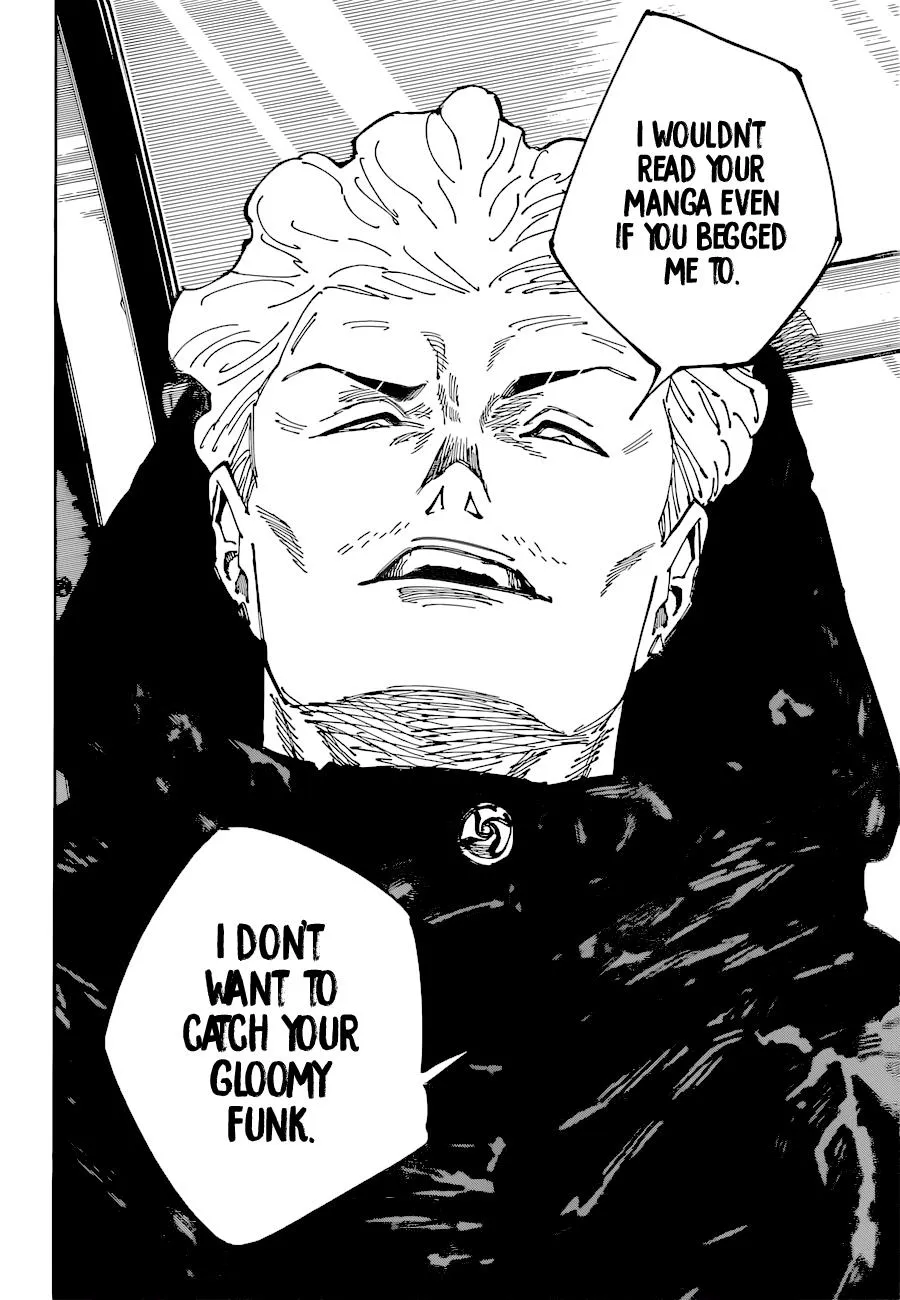 I WOULDN'T
READ YOUR
MANGA EVEN
IF YOU BEGGED
ME TO.
I DON'T
WANT TO
CATCH YOUR
GLOOMY
FUNK.